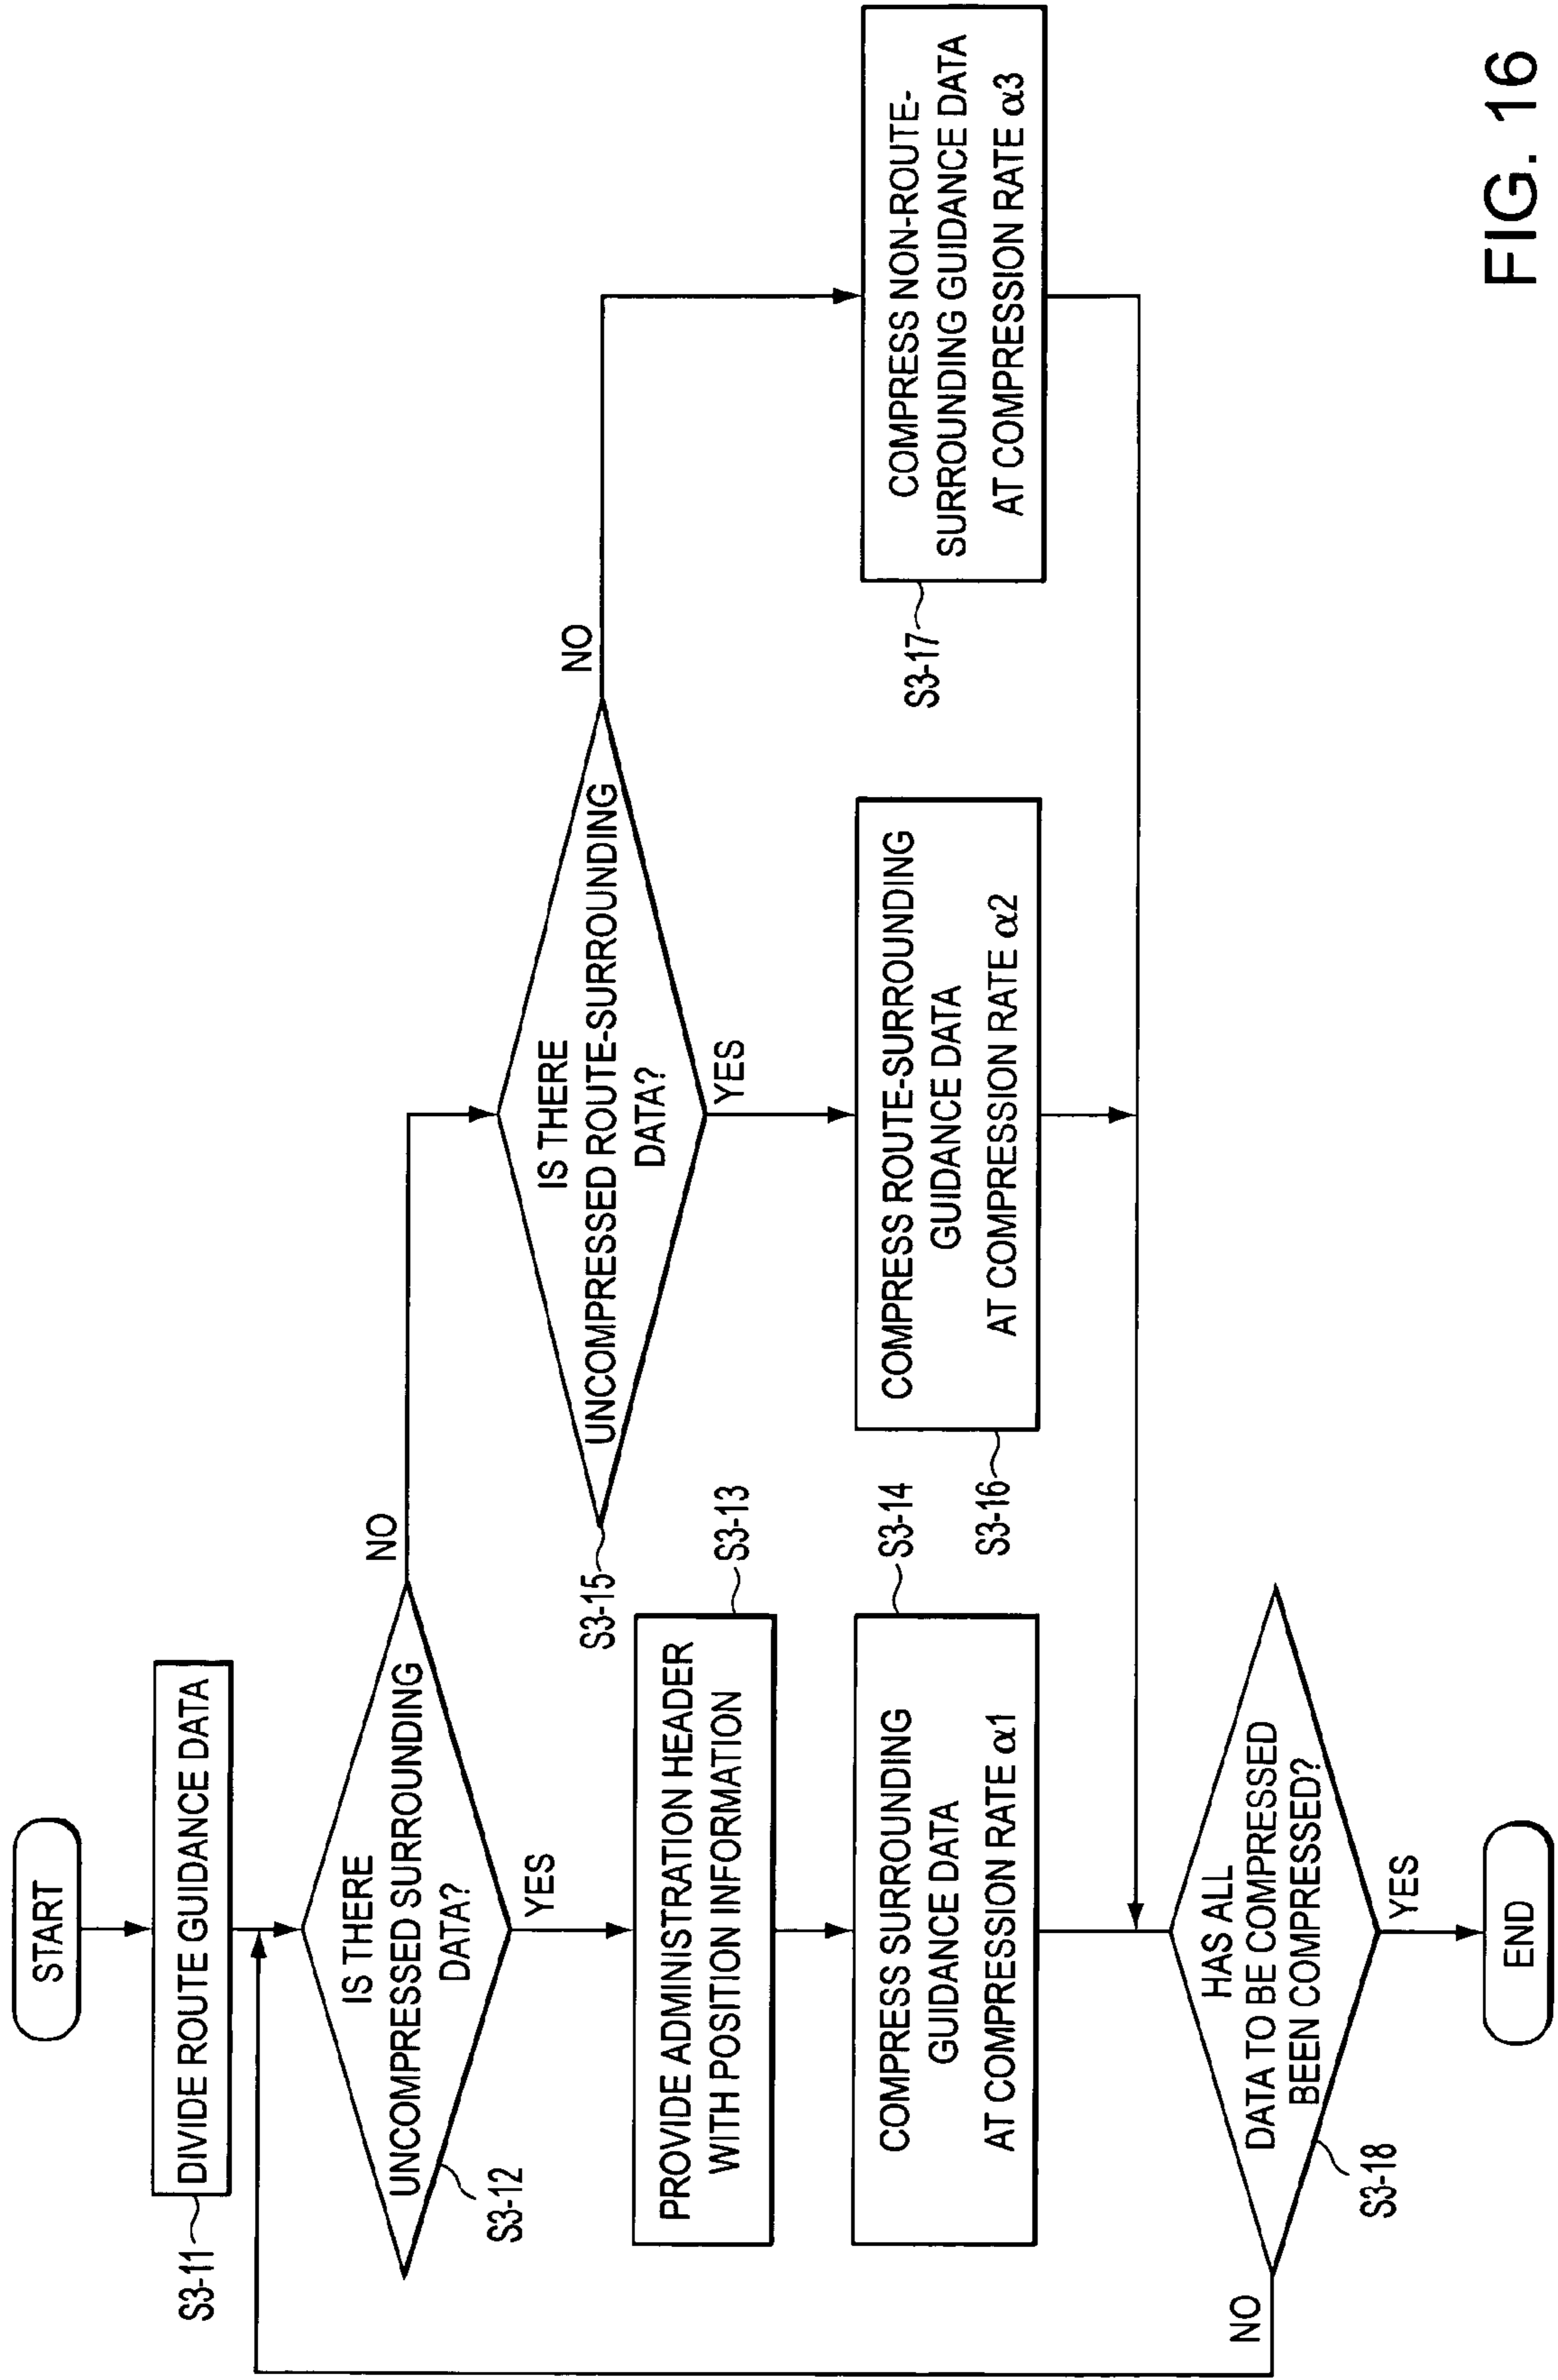 START
S3-11
DIVIDE ROUTE GUIDANCE DATA
IS THERE
UNCOMPRESSED SURROUNDING
DATA?
S3-12
NO
YES
PROVIDE ADMINISTRATION HEADER
WITH POSITION INFORMATION
S3-13
COMPRESS SURROUNDING
GUIDANCE DATA
AT COMPRESSION RATE α1
S3-14
IS THERE
UNCOMPRESSED ROUTE-SURROUNDING
DATA?
S3-15
NO
YES
COMPRESS ROUTE-SURROUNDING
GUIDANCE DATA
AT COMPRESSION RATE α2
S3-16
COMPRESS NON-ROUTE-
SURROUNDING GUIDANCE DATA
AT COMPRESSION RATE α3
S3-17
HAS ALL
DATA TO BE COMPRESSED
BEEN COMPRESSED?
S3-18
NO
YES
END
FIG. 16